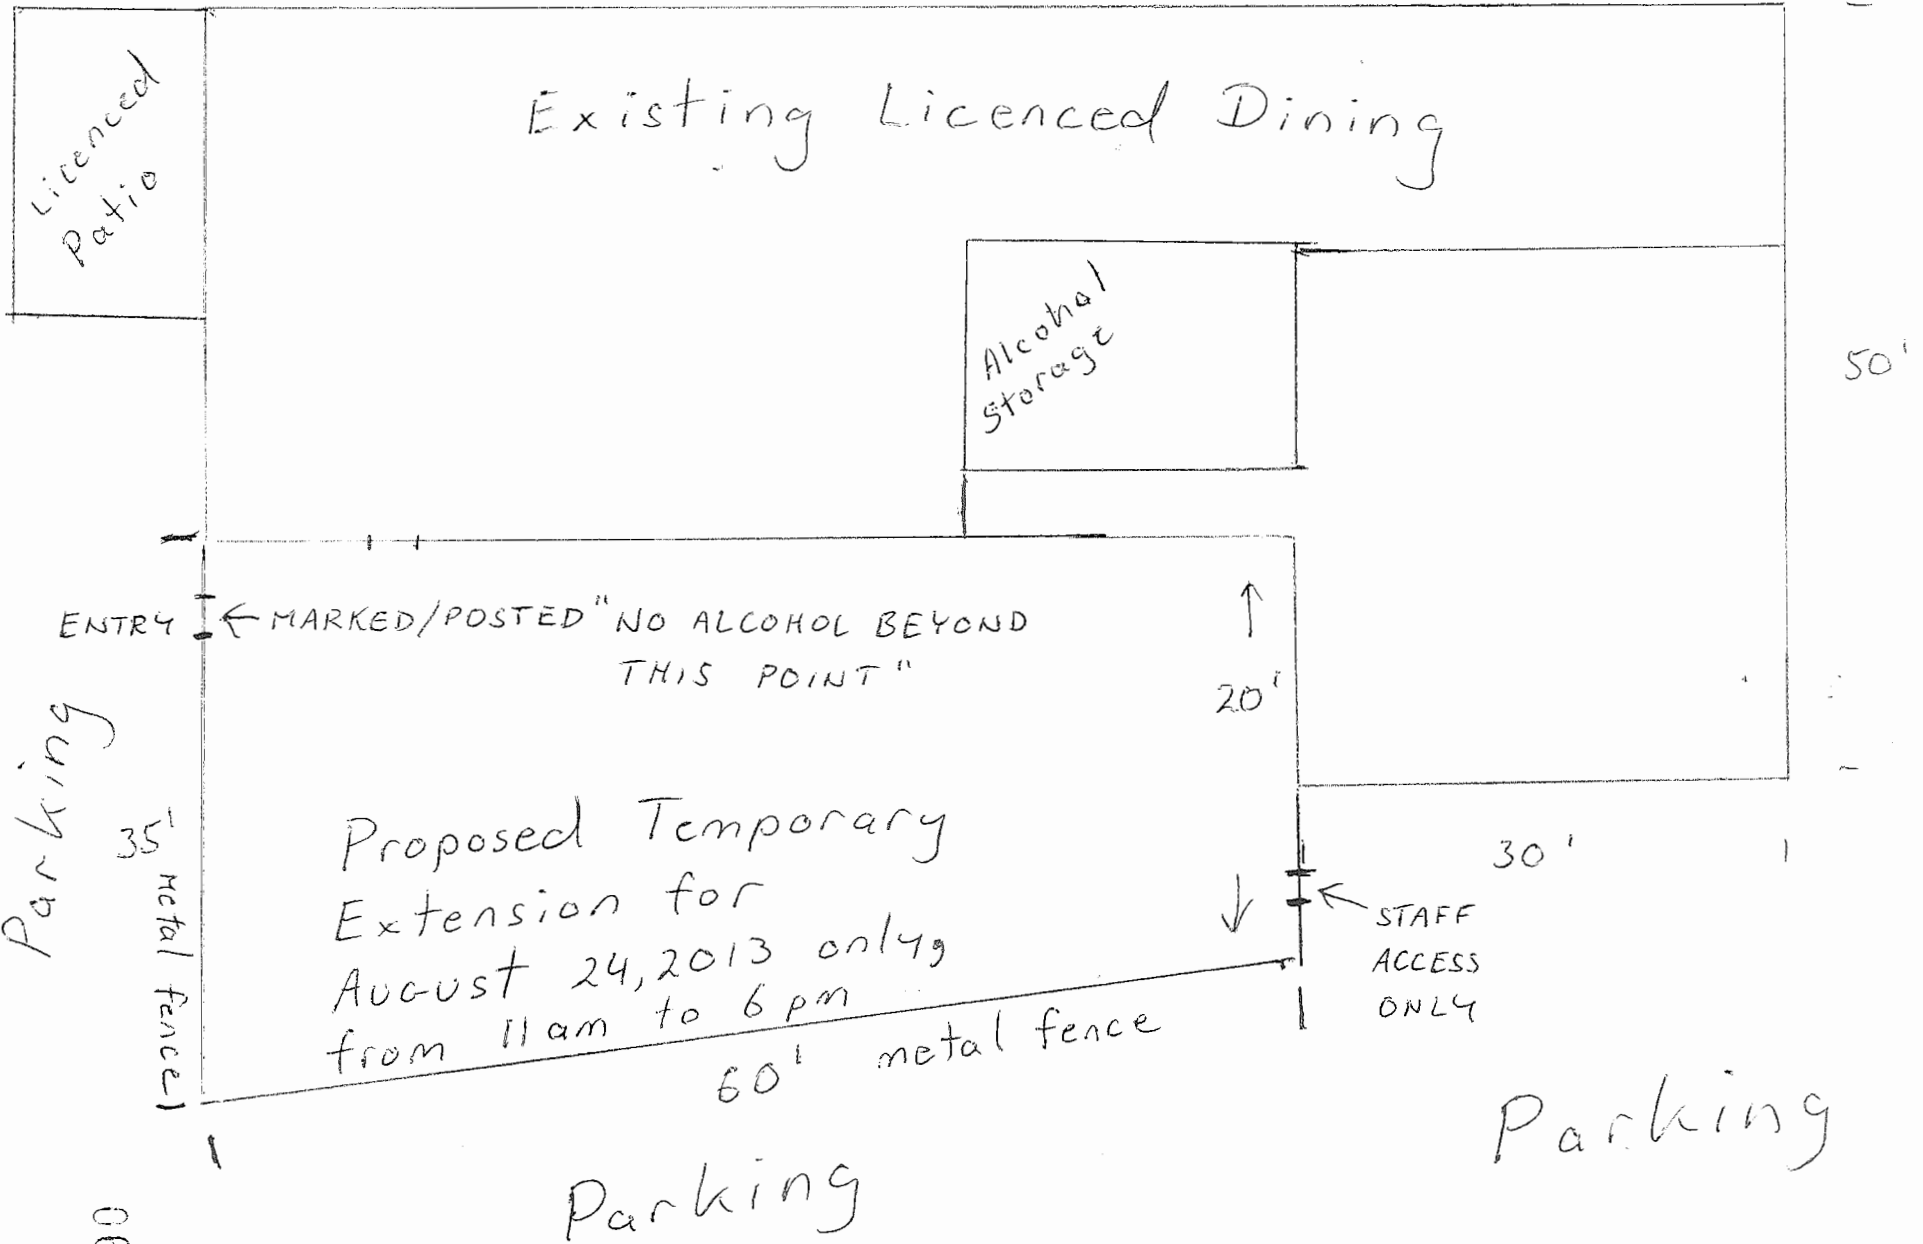 Licenced
Patio
Existing Licenced Dining
Alcohol
Storage
50'
ENTRY ← MARKED/POSTED "NO ALCOHOL BEYOND
THIS POINT"
20'
Parking
35' metal fence
Proposed Temporary
Extension for
August 24, 2013 only,
from 11am to 6 pm
30'
STAFF
ACCESS
ONLY
60' metal fence
Parking
Parking